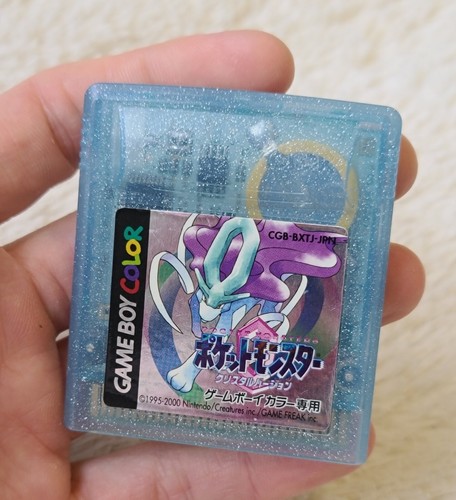 CGB-BXTJ-JPN
GAME BOY COLOR
ポケットモンスター
クリスタルバージョン
ゲームボーイカラー専用
©1995-2000 Nintendo/Creatures inc./GAME FREAK inc.